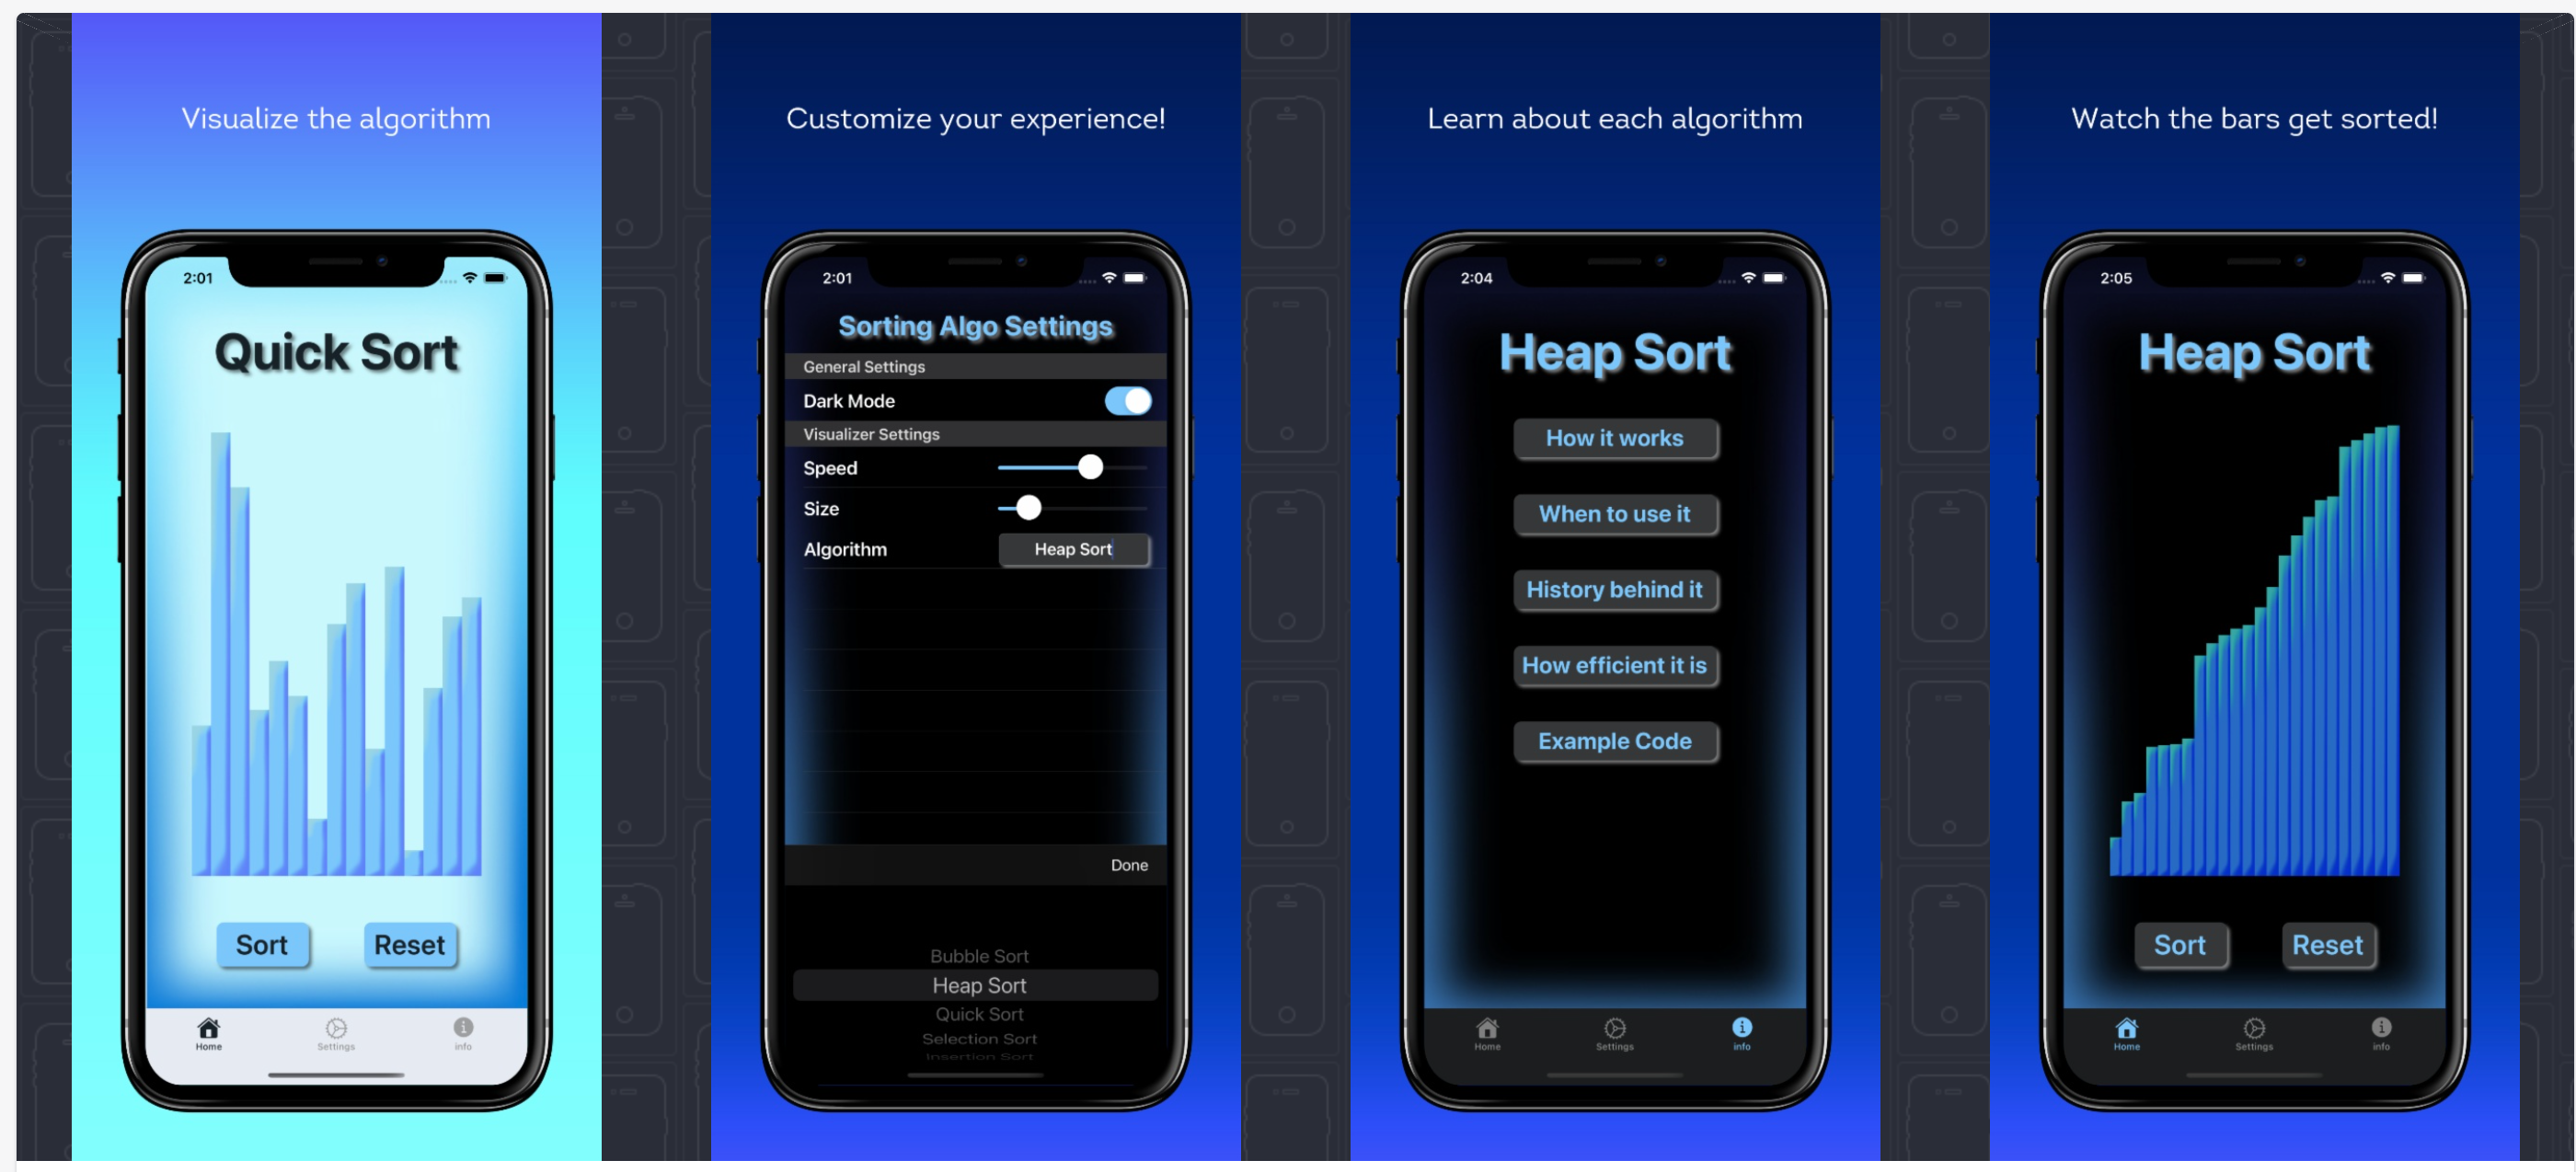 Visualize the algorithm
2:01
Quick Sort
Sort Reset
Home Settings info
Customize your experience!
2:01
Sorting Algo Settings
General Settings
Dark Mode
Visualizer Settings
Speed
Size
Algorithm Heap Sort
Done
Bubble Sort
Heap Sort
Quick Sort
Selection Sort
Insertion Sort
Learn about each algorithm
2:04
Heap Sort
How it works
When to use it
History behind it
How efficient it is
Example Code
Home Settings info
Watch the bars get sorted!
2:05
Heap Sort
Sort Reset
Home Settings info